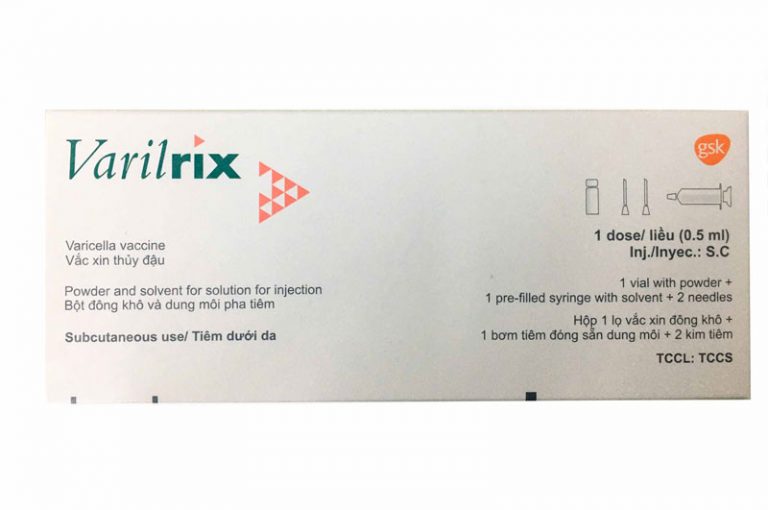 Varilrix
gsk
Varicella vaccine
Vắc xin thủy đậu
Powder and solvent for solution for injection
Bột đông khô và dung môi pha tiêm
Subcutaneous use/ Tiêm dưới da
1 dose/ liều (0.5 ml)
Inj./Inyec.: S.C
1 vial with powder +
1 pre-filled syringe with solvent + 2 needles
Hộp 1 lọ vắc xin đông khô +
1 bơm tiêm đóng sẵn dung môi + 2 kim tiêm
TCCL: TCCS